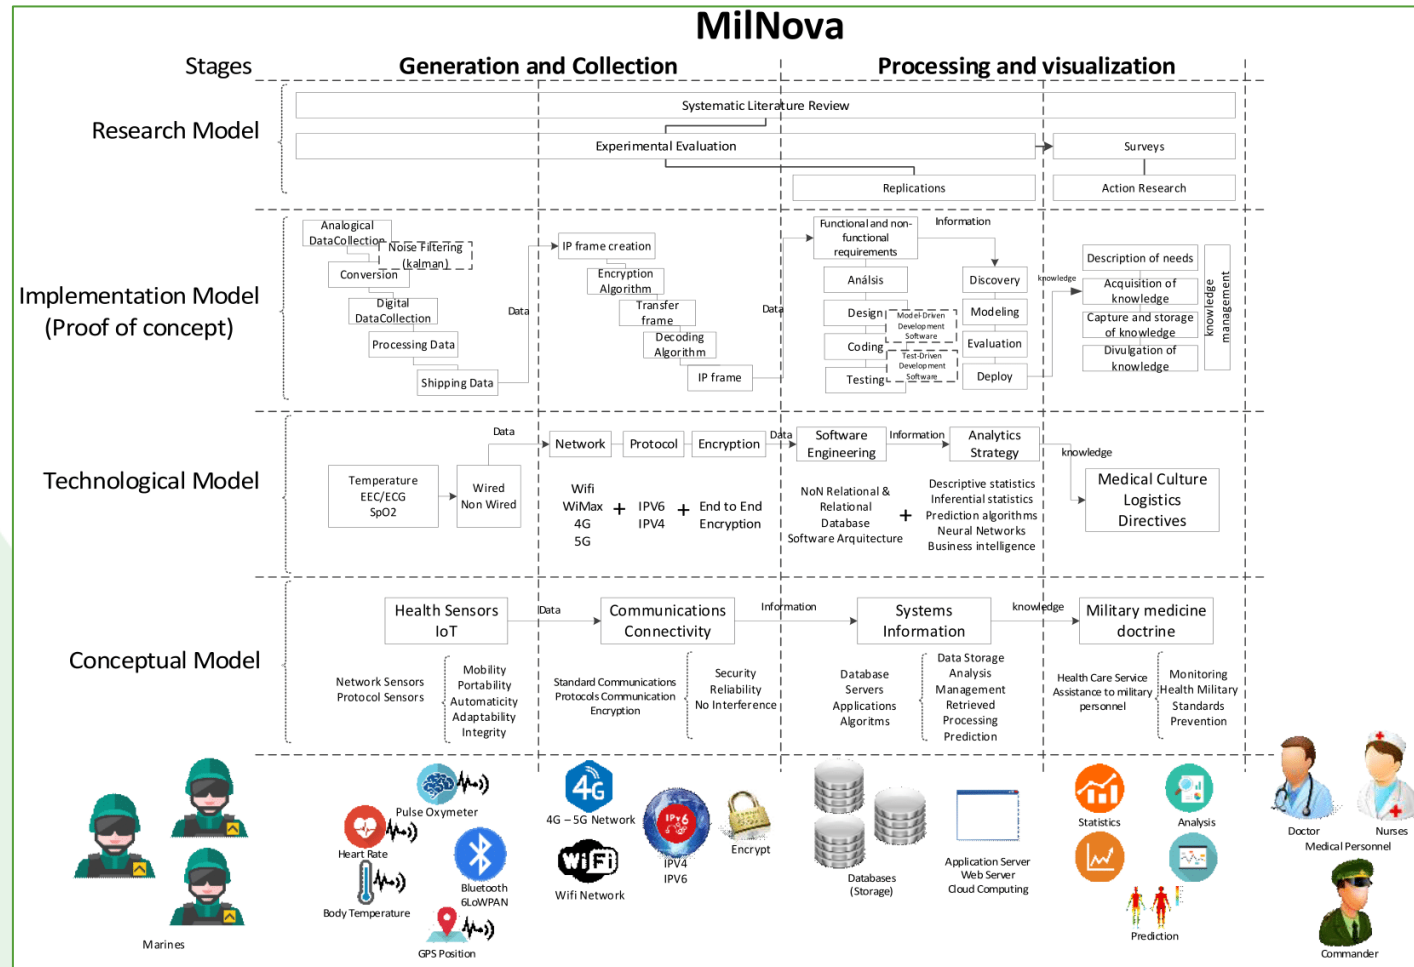 MilNova
Stages
Generation and Collection
Processing and visualization
Research Model
Systematic Literature Review
Experimental Evaluation
Surveys
Replications
Action Research
Implementation Model
(Proof of concept)
Analogical
DataCollection
Noise Filtering
(kalman)
Conversion
Digital
DataCollection
Processing Data
Shipping Data
Data
IP frame creation
Encryption
Algorithm
Transfer
frame
Decoding
Algorithm
IP frame
Data
Functional and non-
functional
requirements
Information
Análsis
Design
Model-Driven
Development
Software
Coding
Test-Driven
Development
Software
Testing
Discovery
Modeling
Evaluation
Deploy
knowledge
Description of needs
Acquisition of
knowledge
Capture and storage
of knowledge
Divulgation of
knowledge
knowledge
management
Technological Model
Temperature
EEC/ECG
SpO2
Wired
Non Wired
Data
Network
Protocol
Encryption
Data
Wifi
WiMax
4G
5G
+
IPV6
IPV4
+
End to End
Encryption
Software
Engineering
Information
Analytics
Strategy
knowledge
NoN Relational &
Relational
Database
Software Arquitecture
+
Descriptive statistics
Inferential statistics
Prediction algorithms
Neural Networks
Business intelligence
Medical Culture
Logistics
Directives
Conceptual Model
Health Sensors
IoT
Data
Communications
Connectivity
Information
Systems
Information
knowledge
Military medicine
doctrine
Network Sensors
Protocol Sensors
Mobility
Portability
Automaticity
Adaptability
Integrity
Standard Communications
Protocols Communication
Encryption
Security
Reliability
No Interference
Database
Servers
Applications
Algoritms
Data Storage
Analysis
Management
Retrieved
Processing
Prediction
Health Care Service
Assistance to military
personnel
Monitoring
Health Military
Standards
Prevention
Marines
Pulse Oxymeter
Heart Rate
Body Temperature
Bluetooth
6LoWPAN
GPS Position
4G
4G – 5G Network
WiFi
Wifi Network
IPv6
IPV4
IPV6
Encrypt
Databases
(Storage)
Application Server
Web Server
Cloud Computing
Statistics
Analysis
Prediction
Doctor
Nurses
Medical Personnel
Commander